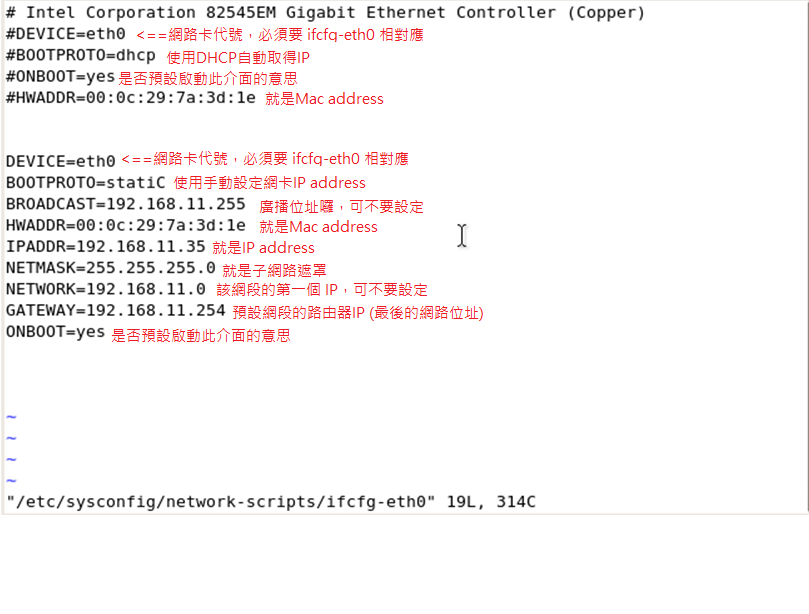 # Intel Corporation 82545EM Gigabit Ethernet Controller (Copper)
#DEVICE=eth0 <==網路卡代號，必須要 ifcfq-eth0 相對應
#BOOTPROTO=dhcp 使用DHCP自動取得IP
#ONBOOT=yes 是否預設啟動此介面的意思
#HWADDR=00:0c:29:7a:3d:1e 就是Mac address
DEVICE=eth0 <==網路卡代號，必須要 ifcfq-eth0 相對應
BOOTPROTO=statiC 使用手動設定網卡IP address
BROADCAST=192.168.11.255 廣播位址囉，可不要設定
HWADDR=00:0c:29:7a:3d:1e 就是Mac address
IPADDR=192.168.11.35 就是IP address
NETMASK=255.255.255.0 就是子網路遮罩
NETWORK=192.168.11.0 該網段的第一個 IP，可不要設定
GATEWAY=192.168.11.254 預設網段的路由器IP (最後的網路位址)
ONBOOT=yes 是否預設啟動此介面的意思
~
~
~
~
"/etc/sysconfig/network-scripts/ifcfg-eth0" 19L, 314C